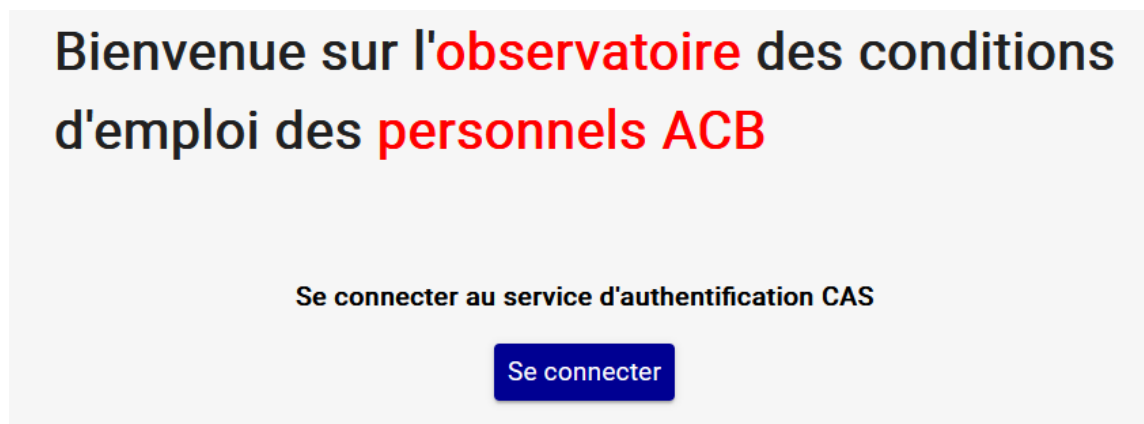 Bienvenue sur l'observatoire des conditions
d'emploi des personnels ACB
Se connecter au service d'authentification CAS
Se connecter